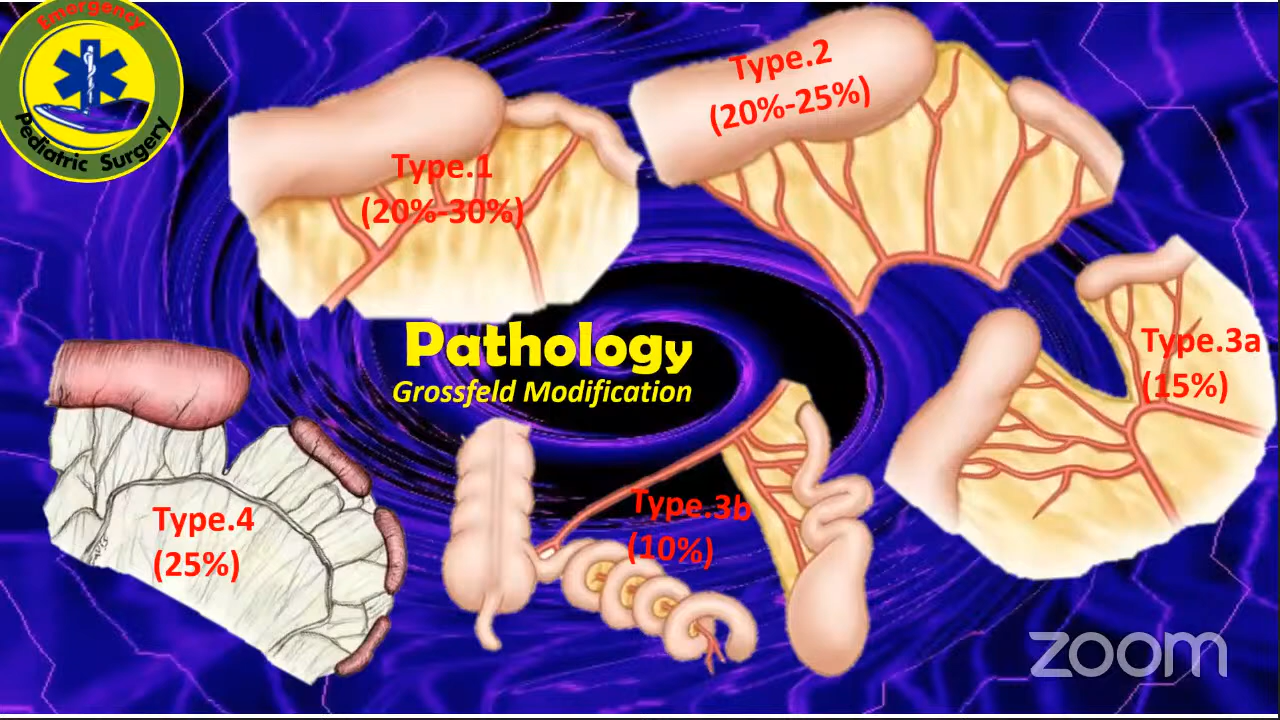 Emergency
Pediatric Surgery
Type.1
(20%-30%)
Type.2
(20%-25%)
Type.3a
(15%)
Pathology
Grossfeld Modification
Type.3b
(10%)
Type.4
(25%)
zoom